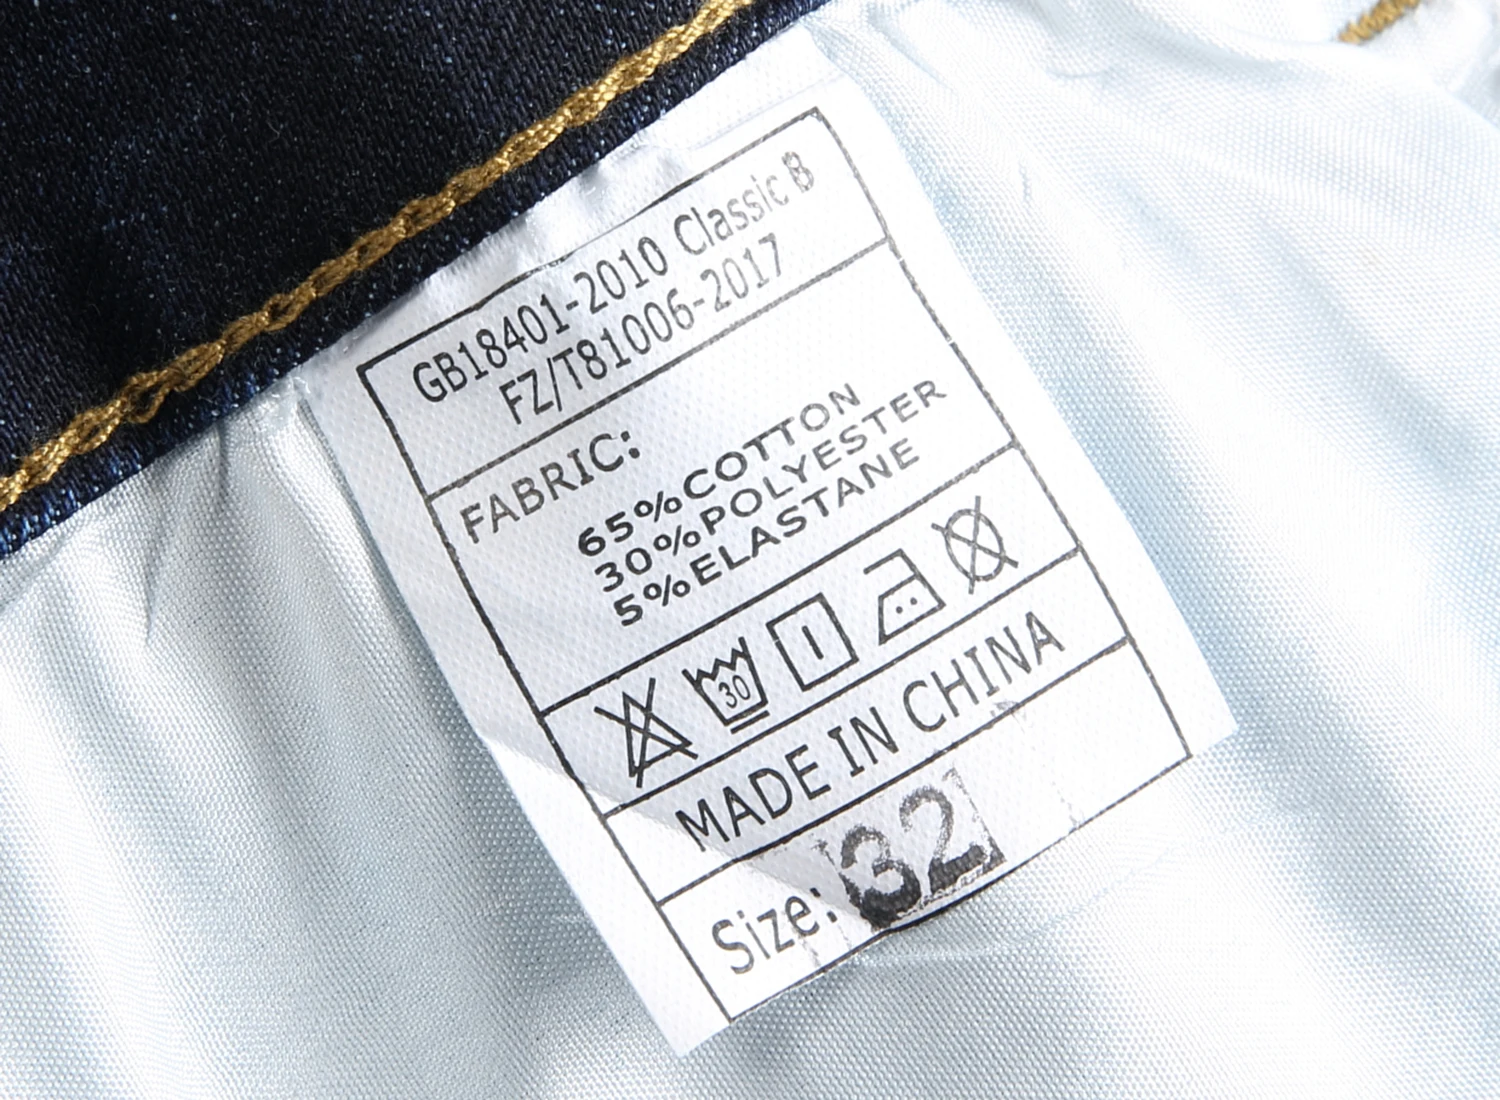 GB18401-2010 Classic B
FZ/T81006-2017
FABRIC:
65%COTTON
30%POLYESTER
5%ELASTANE
30
MADE IN CHINA
Size: 32